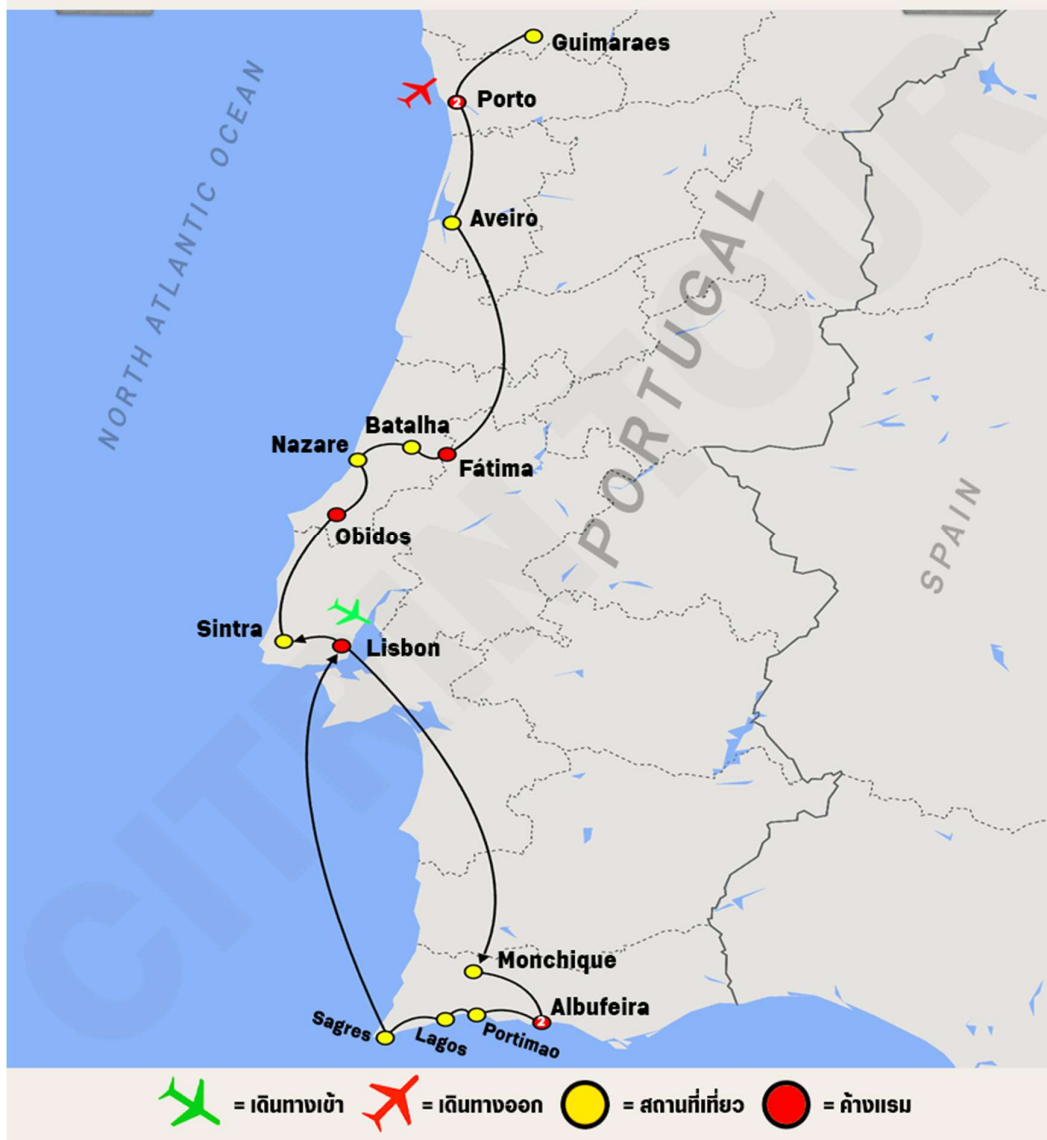 Guimaraes
2
Porto
Aveiro
NORTH ATLANTIC OCEAN
PORTUGAL
SPAIN
Batalha
Nazare
Fátima
Obidos
Sintra
Lisbon
Monchique
Albufeira
2
Sagres
Lagos
Portimao
CITRIN TOUR
= เดินทางเข้า
= เดินทางออก
= สถานที่เที่ยว
= ค้างแรม